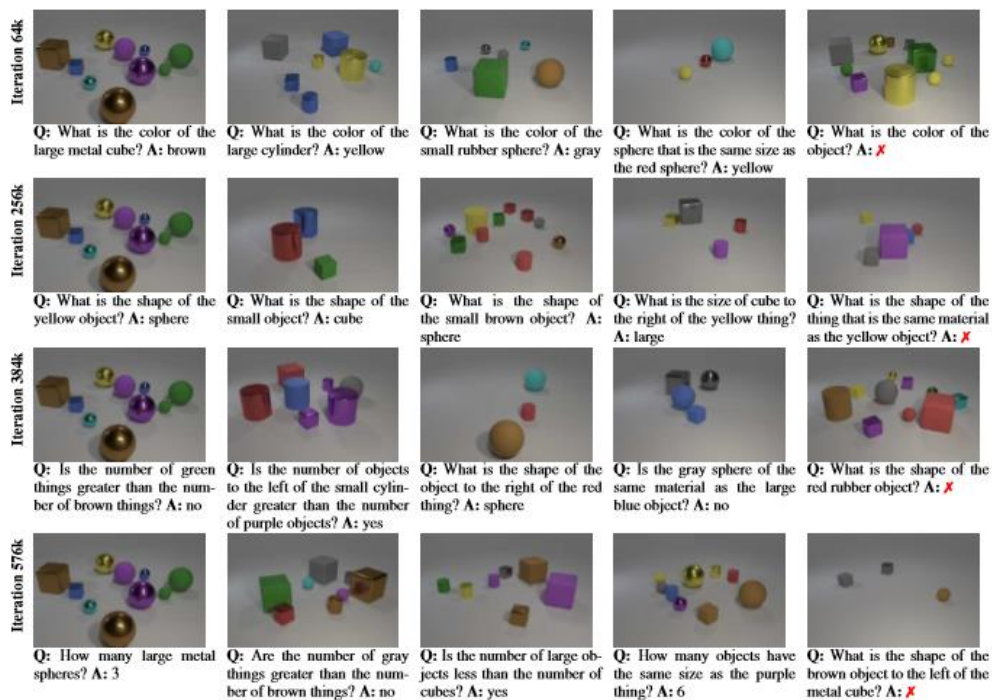 Iteration 64k
Q: What is the color of the
large metal cube? A: brown
Q: What is the color of the
large cylinder? A: yellow
Q: What is the color of the
small rubber sphere? A: gray
Q: What is the color of the
sphere that is the same size as
the red sphere? A: yellow
Q: What is the color of the
object? A: ✗
Iteration 256k
Q: What is the shape of the
yellow object? A: sphere
Q: What is the shape of the
small object? A: cube
Q: What is the shape of
the small brown object? A:
sphere
Q: What is the size of cube to
the right of the yellow thing?
A: large
Q: What is the shape of the
thing that is the same material
as the yellow object? A: ✗
Iteration 384k
Q: Is the number of green
things greater than the num-
ber of brown things? A: no
Q: Is the number of objects
to the left of the small cylin-
der greater than the number
of purple objects? A: yes
Q: What is the shape of the
object to the right of the red
thing? A: sphere
Q: Is the gray sphere of the
same material as the large
blue object? A: no
Q: What is the shape of the
red rubber object? A: ✗
Iteration 576k
Q: How many large metal
spheres? A: 3
Q: Are the number of gray
things greater than the num-
ber of brown things? A: no
Q: Is the number of large ob-
jects less than the number of
cubes? A: yes
Q: How many objects have
the same size as the purple
thing? A: 6
Q: What is the shape of the
brown object to the left of the
metal cube? A: ✗